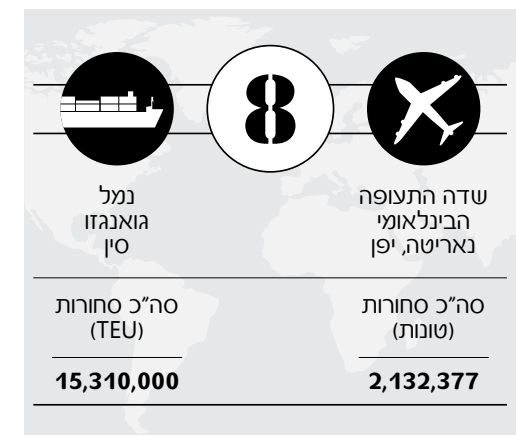 8
שדה התעופה
הבינלאומי
נאריטה, יפן
סה״כ סחורות
(טונות)
2,132,377
נמל
גואנגזו
סין
סה״כ סחורות
(TEU)
15,310,000